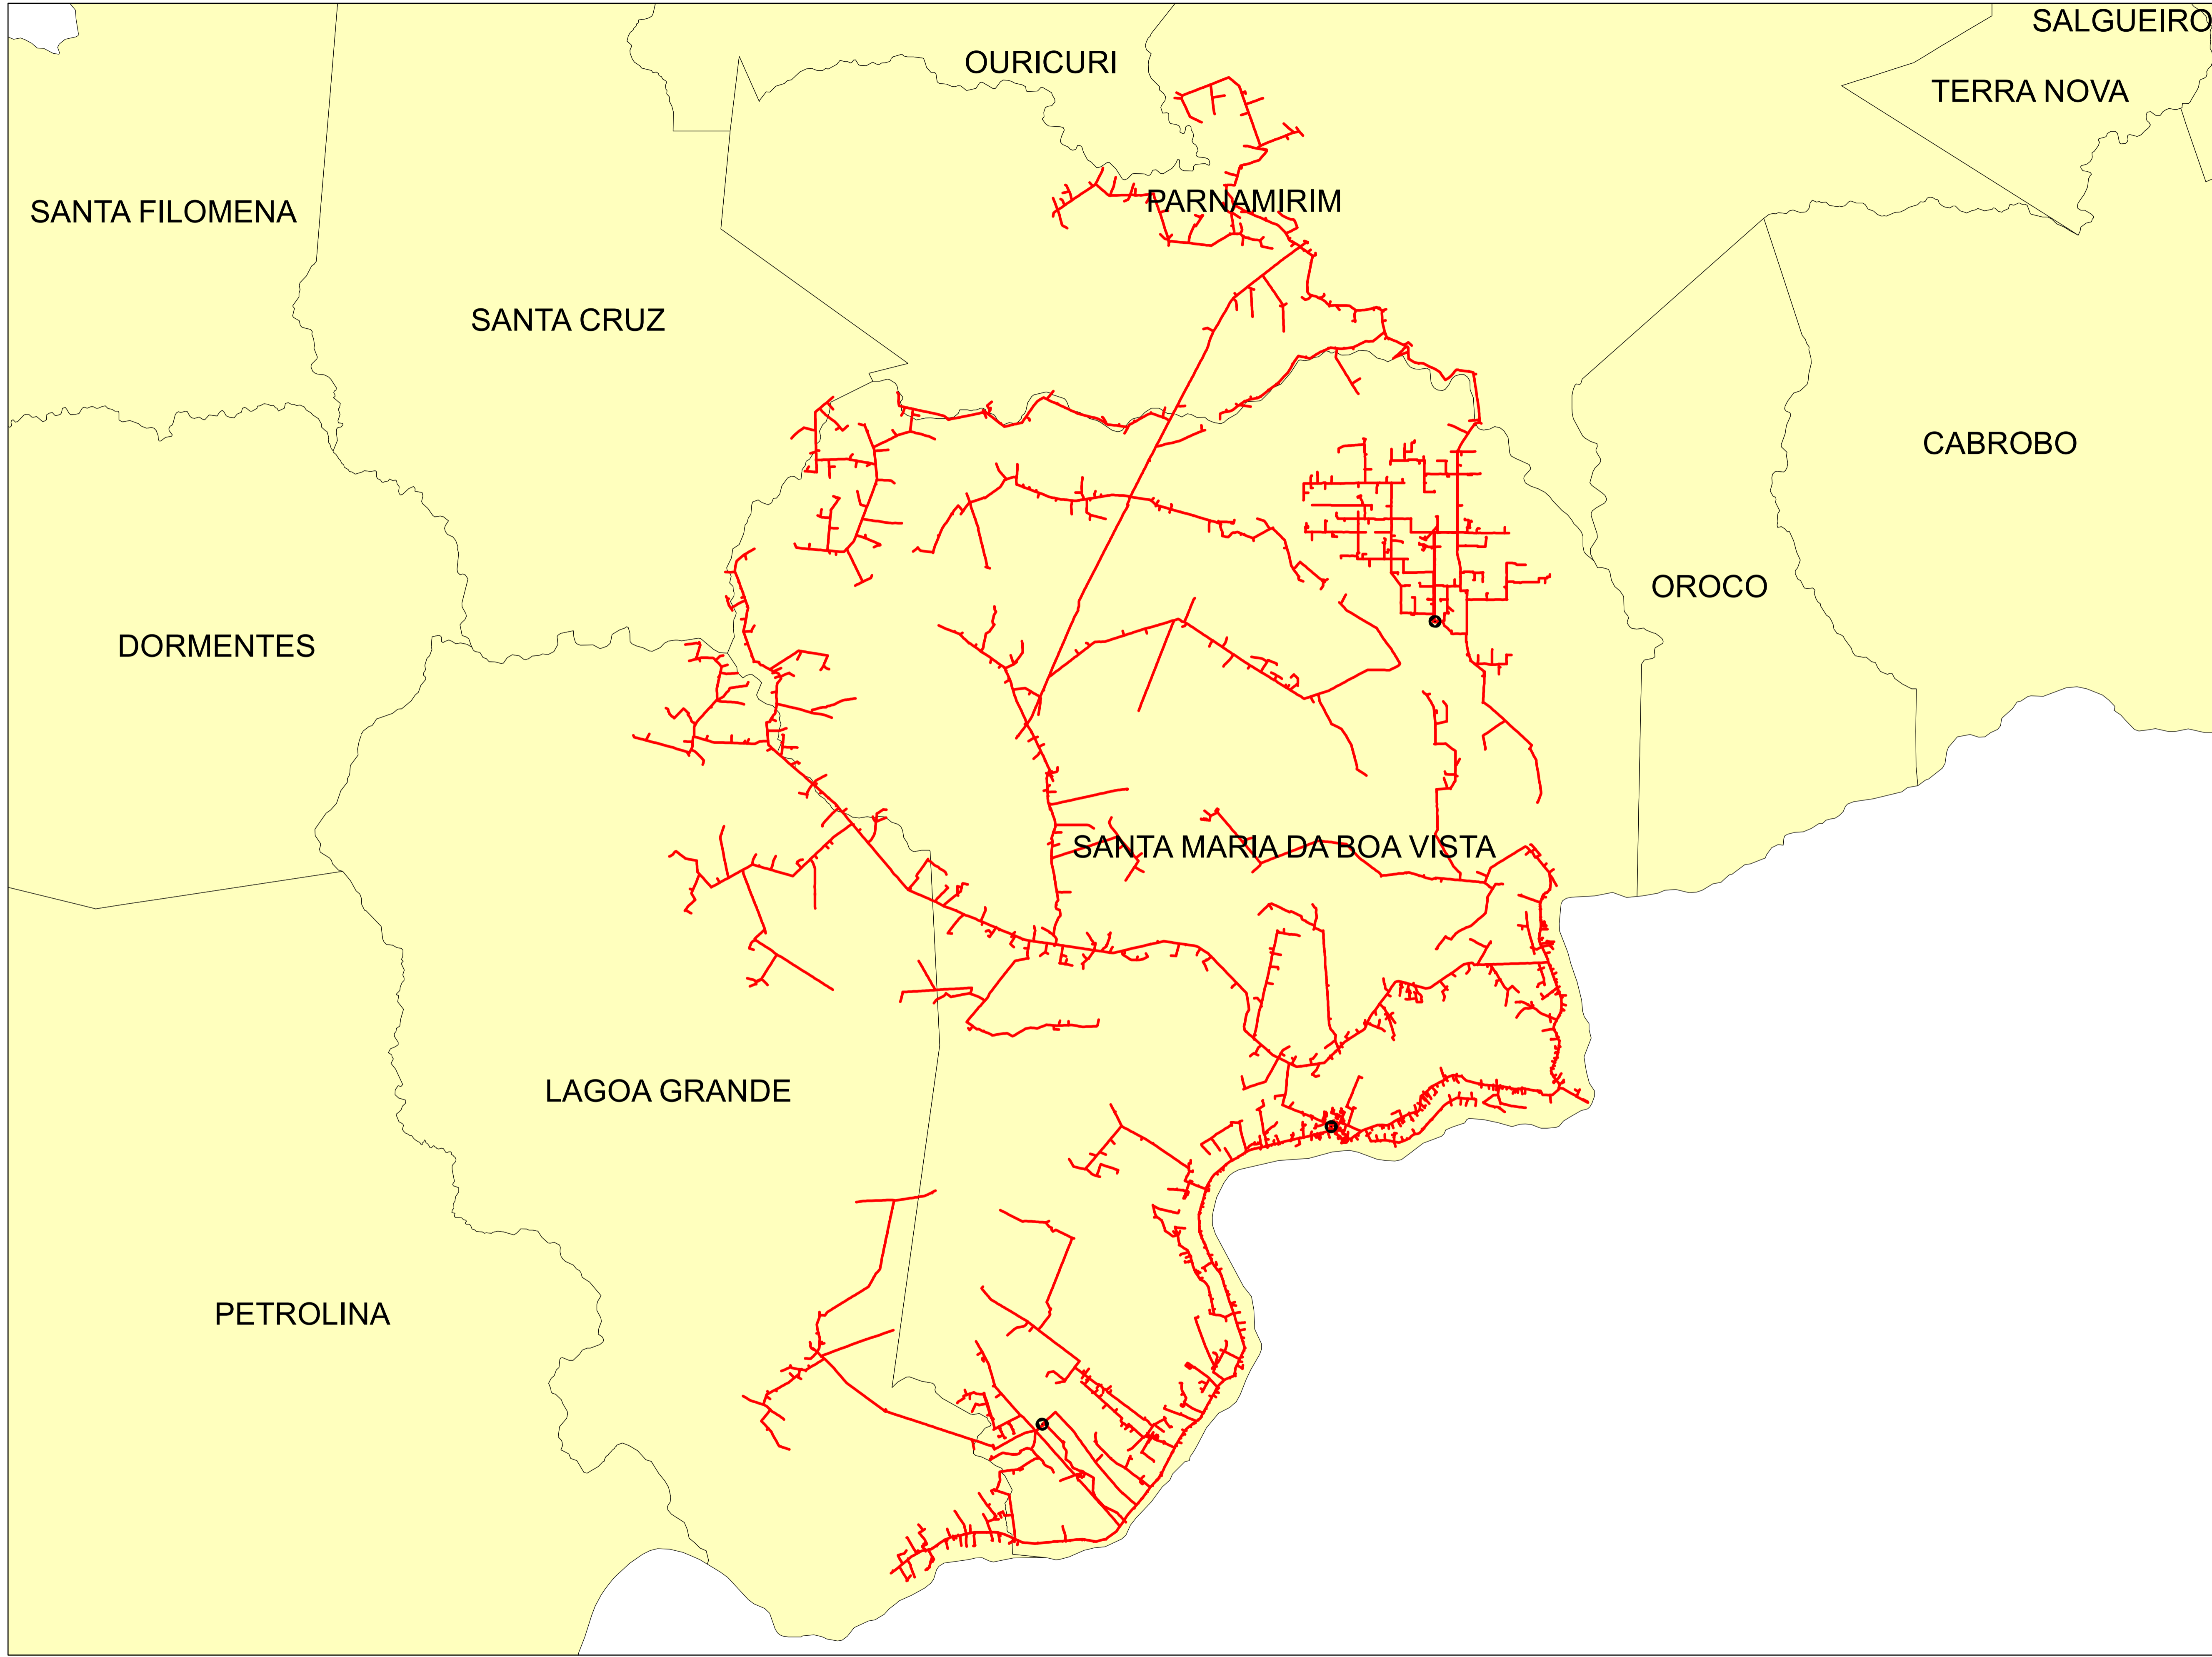 SALGUEIRO
OURICURI
TERRA NOVA
PARNAMIRIM
SANTA FILOMENA
SANTA CRUZ
CABROBO
OROCO
DORMENTES
SANTA MARIA DA BOA VISTA
LAGOA GRANDE
PETROLINA